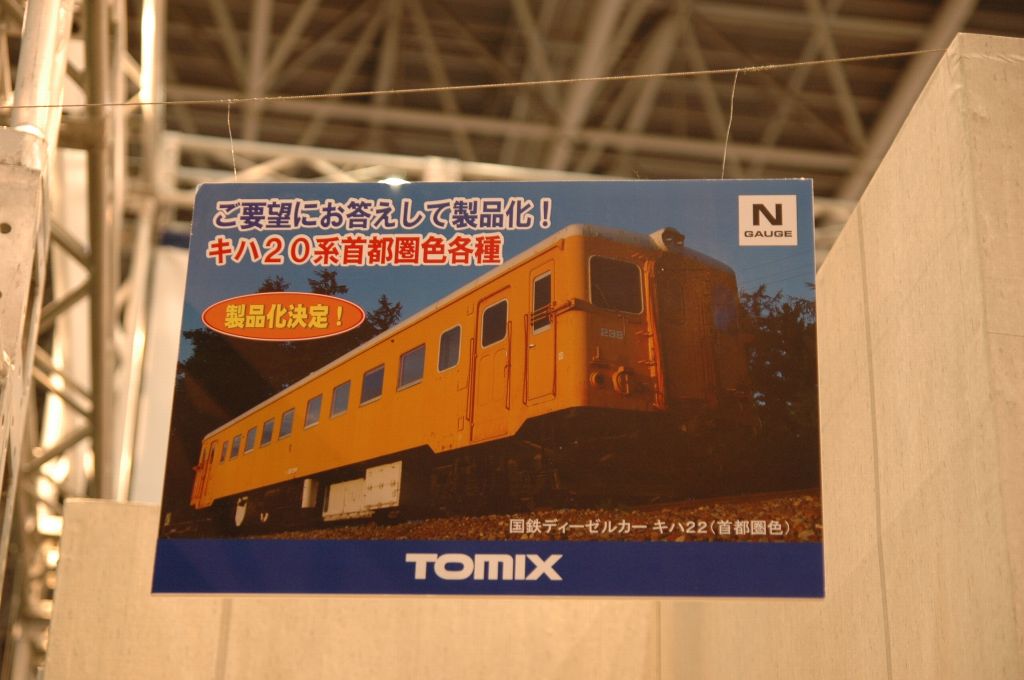 ご要望にお答えして製品化！
キハ２０系首都圏色各種
N
GAUGE
製品化決定！
238
国鉄ディーゼルカー キハ２２（首都圏色）
TOMIX